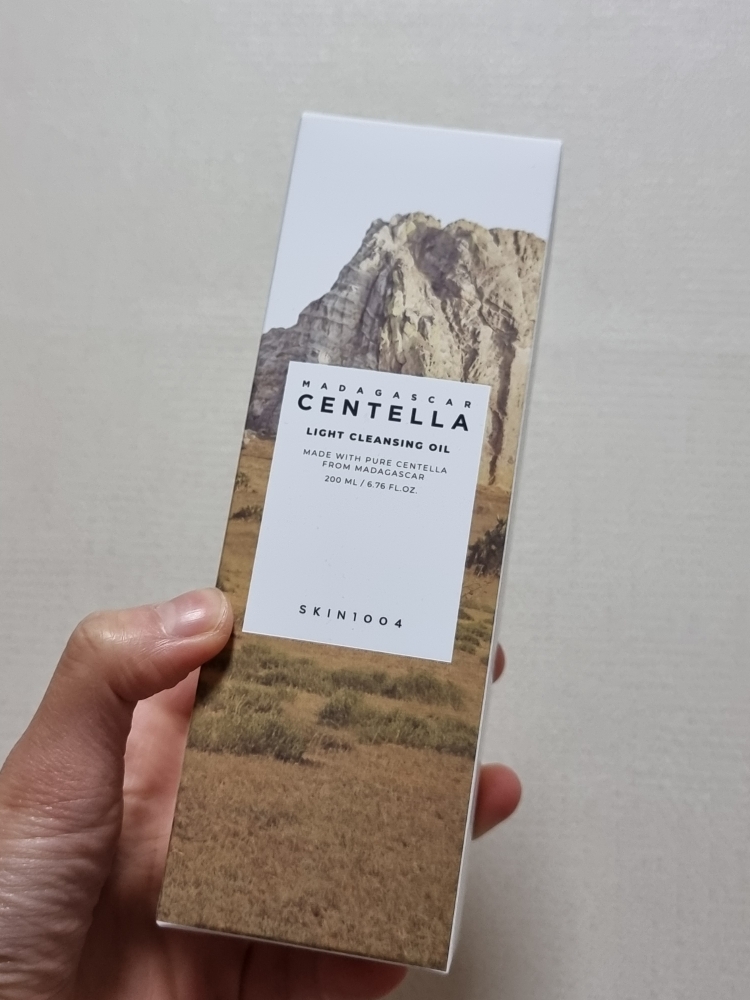 MADAGASCAR
CENTELLA
LIGHT CLEANSING OIL
MADE WITH PURE CENTELLA
FROM MADAGASCAR
200 ML / 6.76 FL.OZ.
SKIN1004